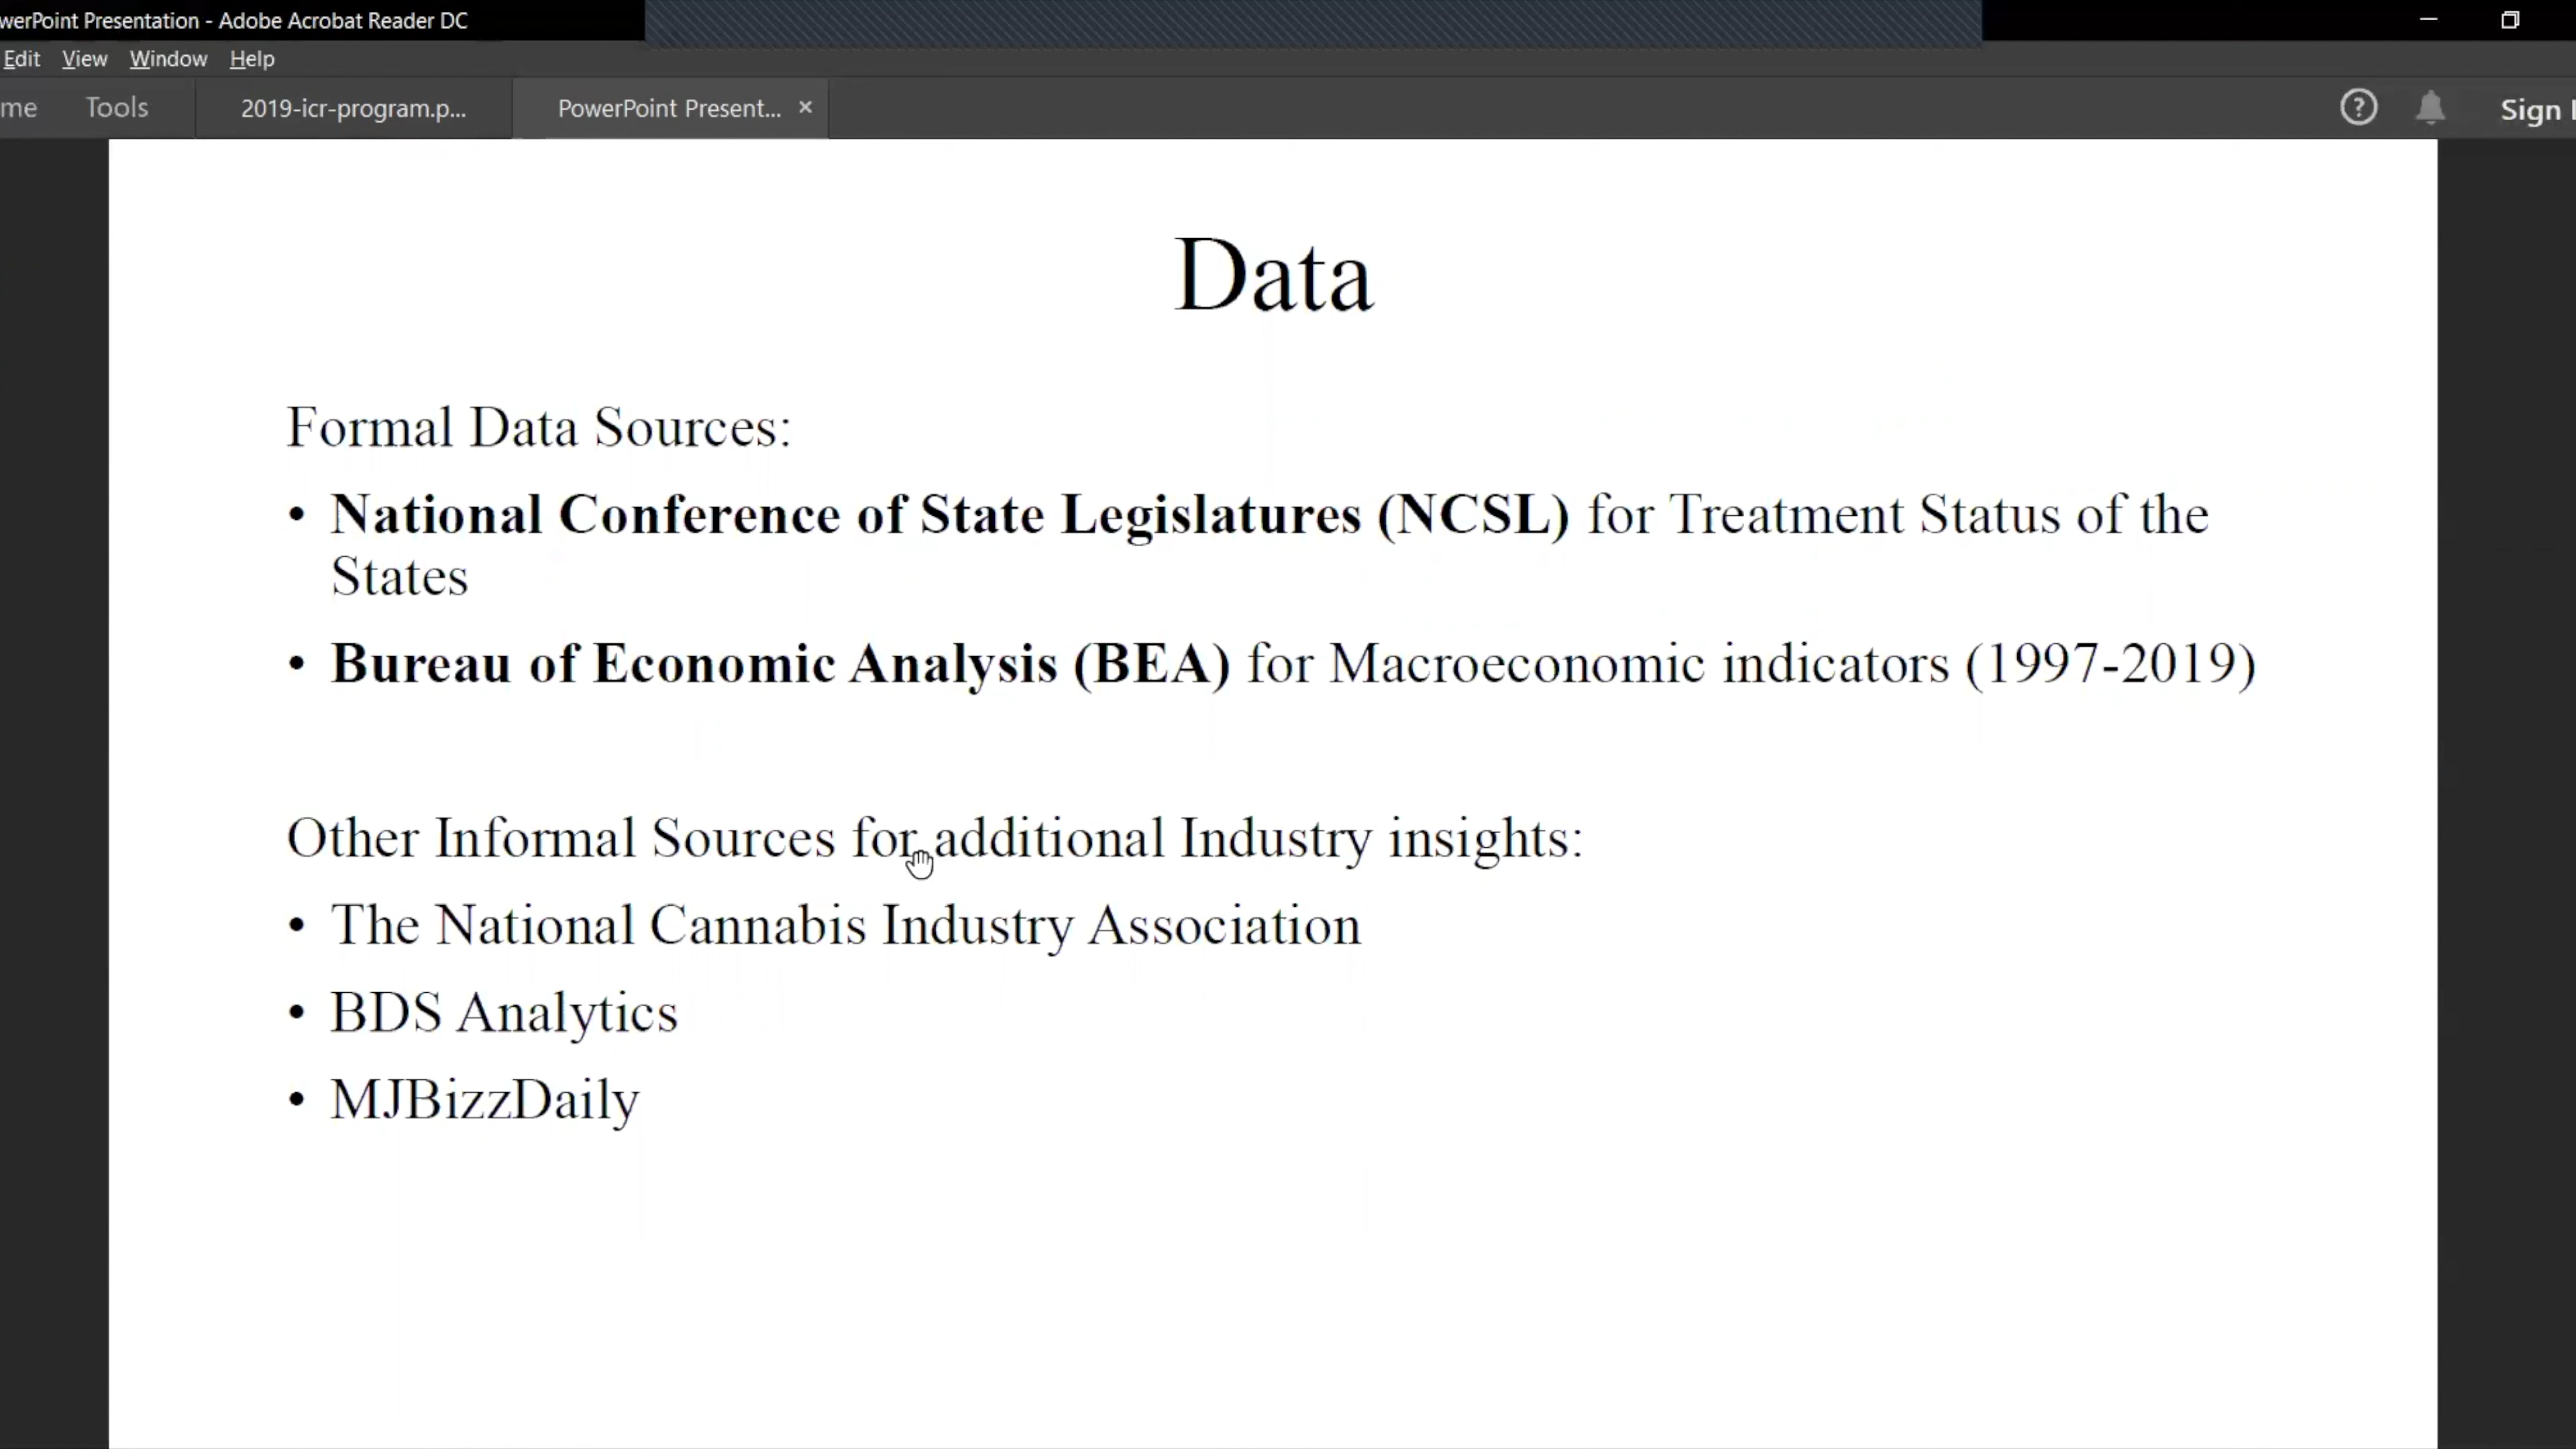 werPoint Presentation - Adobe Acrobat Reader DC
Edit View Window Help
me Tools 2019-icr-program.p... PowerPoint Present... × ? Sign I
Data
Formal Data Sources:
• National Conference of State Legislatures (NCSL) for Treatment Status of the
States
• Bureau of Economic Analysis (BEA) for Macroeconomic indicators (1997-2019)
Other Informal Sources for additional Industry insights:
• The National Cannabis Industry Association
• BDS Analytics
• MJBizzDaily